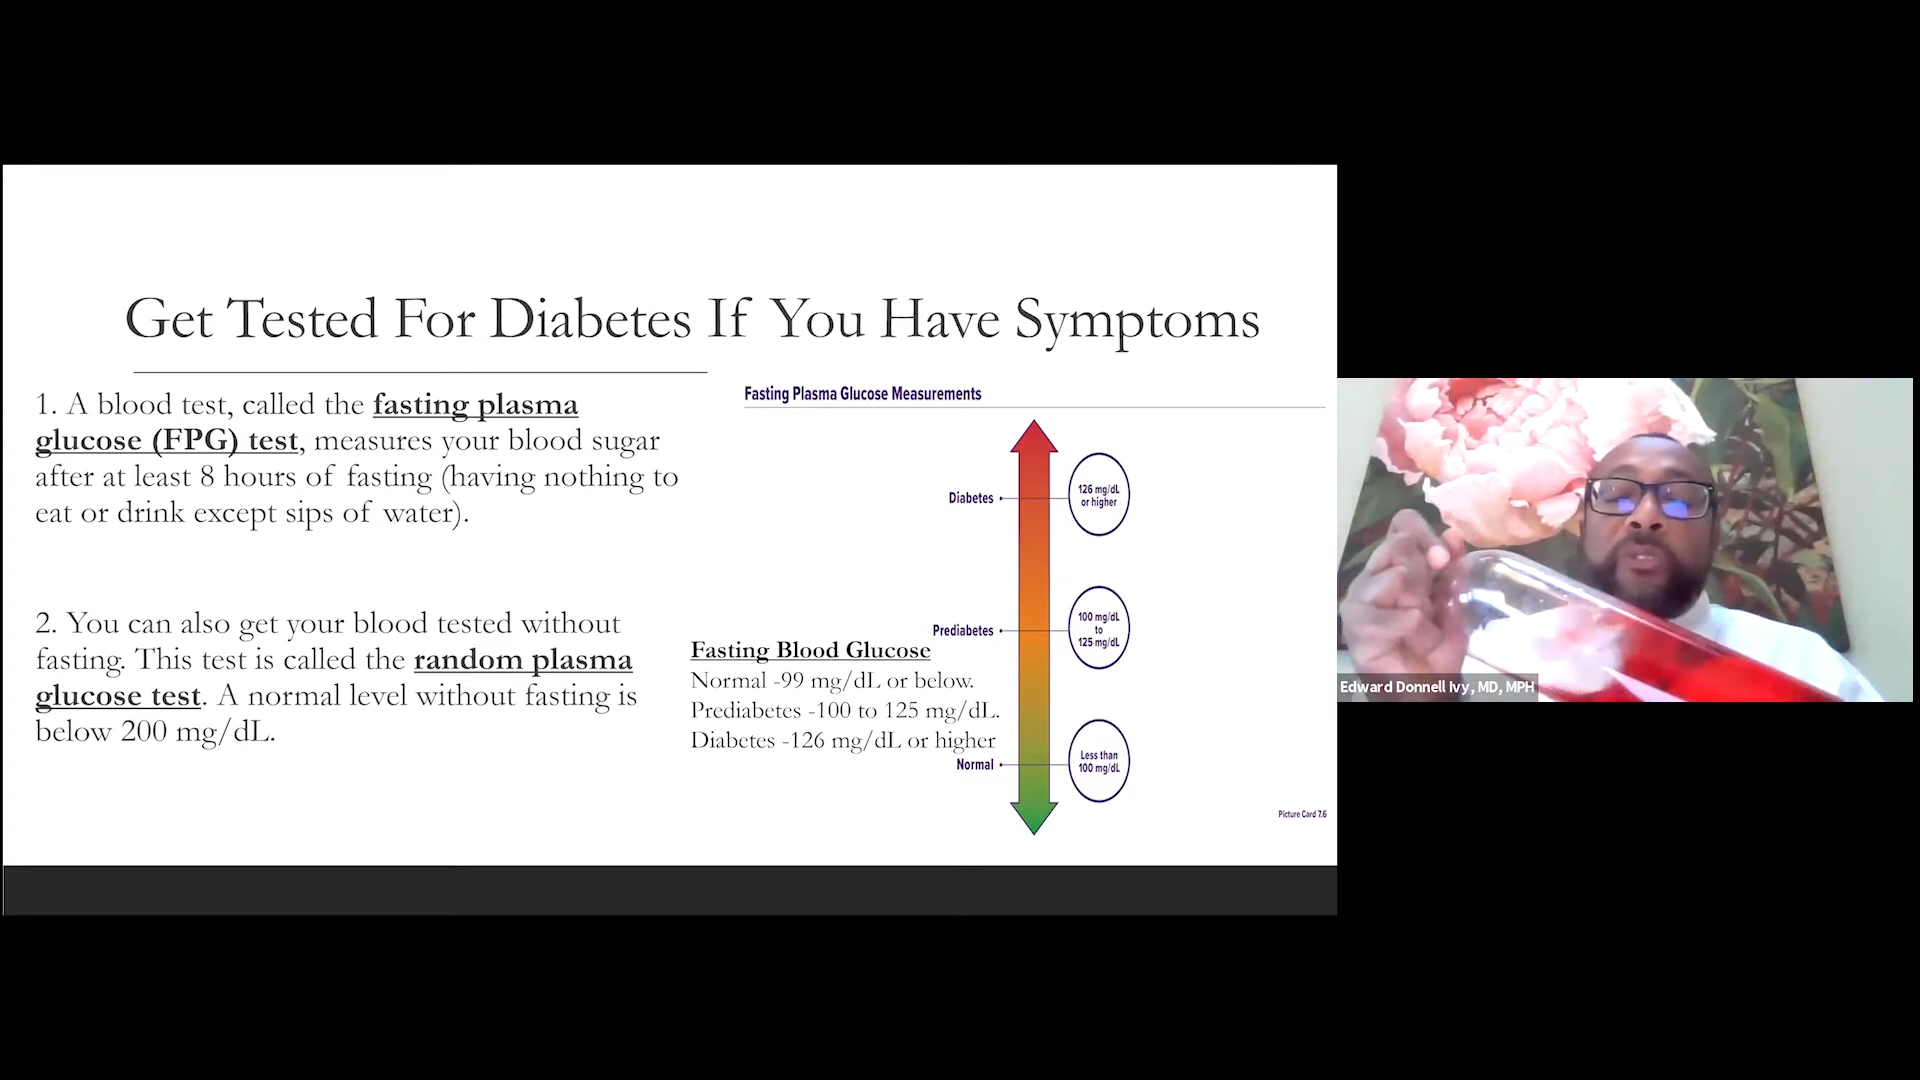 Get Tested For Diabetes If You Have Symptoms
1. A blood test, called the fasting plasma
glucose (FPG) test, measures your blood sugar
after at least 8 hours of fasting (having nothing to
eat or drink except sips of water).
2. You can also get your blood tested without
fasting. This test is called the random plasma
glucose test. A normal level without fasting is
below 200 mg/dL.
Fasting Blood Glucose
Normal -99 mg/dL or below.
Prediabetes -100 to 125 mg/dL.
Diabetes -126 mg/dL or higher
Fasting Plasma Glucose Measurements
Diabetes
126 mg/dL
or higher
Prediabetes
100 mg/dL
to
125 mg/dL
Normal
Less than
100 mg/dL
Picture Card 7.6
Edward Donnell Ivy, MD, MPH